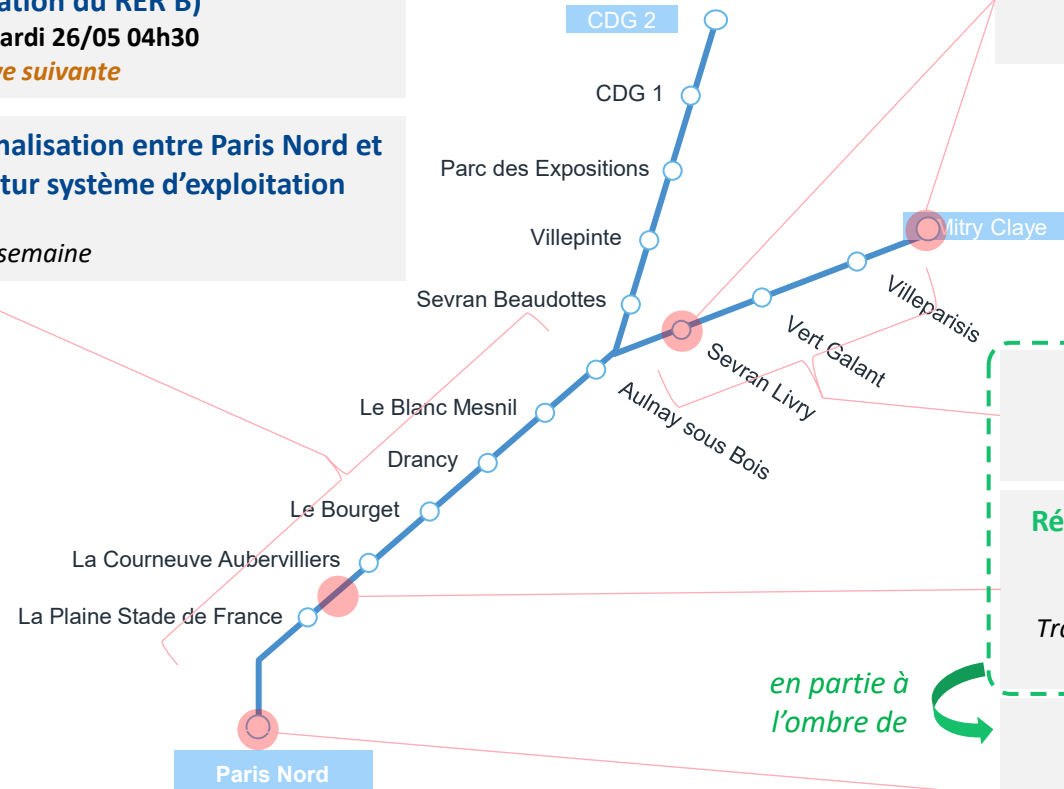 ation du RER B)
ardi 26/05 04h30
ve suivante
nalisation entre Paris Nord et
tur système d'exploitation
semaine
CDG 2
CDG 1
Parc des Expositions
Villepinte
Mitry Claye
Sevran Beaudottes
Villeparisis
Vert Galant
Sevran Livry
Aulnay sous Bois
Le Blanc Mesnil
Drancy
Le Bourget
La Courneuve Aubervilliers
La Plaine Stade de France
Ré
Tra
en partie à
l'ombre de
Paris Nord